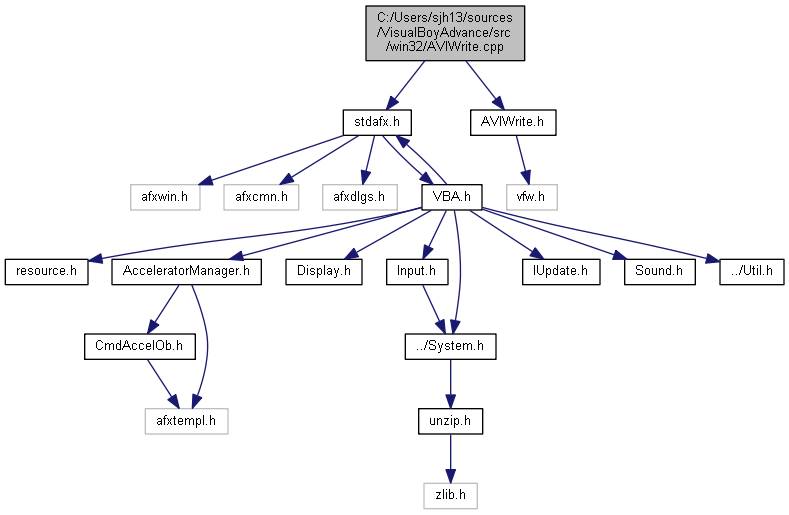 C:/Users/sjh13/sources
/VisualBoyAdvance/src
/win32/AVIWrite.cpp
stdafx.h
AVIWrite.h
afxwin.h
afxcmn.h
afxdlgs.h
VBA.h
vfw.h
resource.h
AcceleratorManager.h
Display.h
Input.h
IUpdate.h
Sound.h
../Util.h
CmdAccelOb.h
../System.h
afxtempl.h
unzip.h
zlib.h